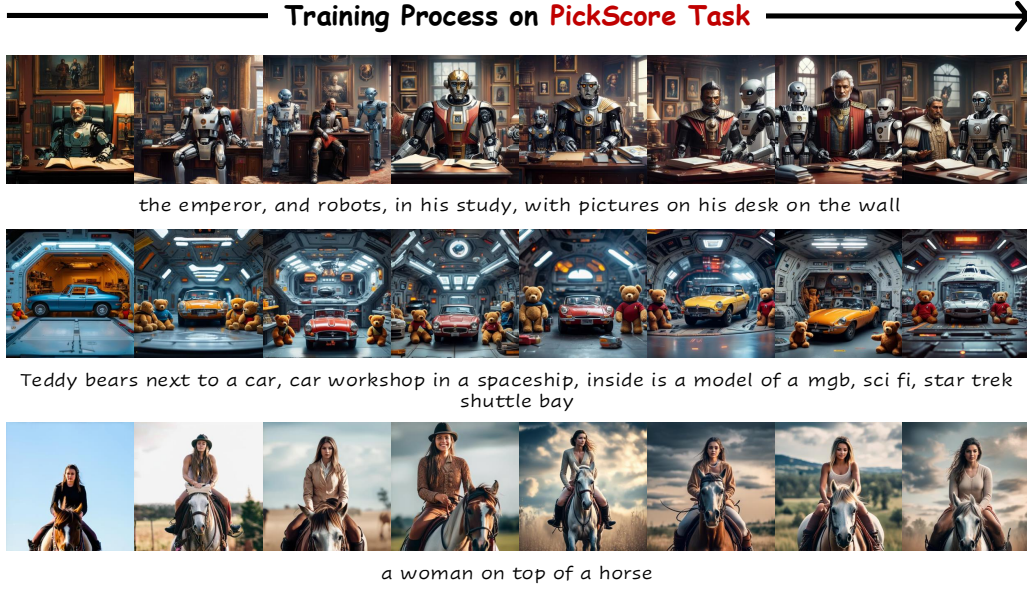 Training Process on PickScore Task
the emperor, and robots, in his study, with pictures on his desk on the wall
Teddy bears next to a car, car workshop in a spaceship, inside is a model of a mgb, sci fi, star trek
shuttle bay
a woman on top of a horse